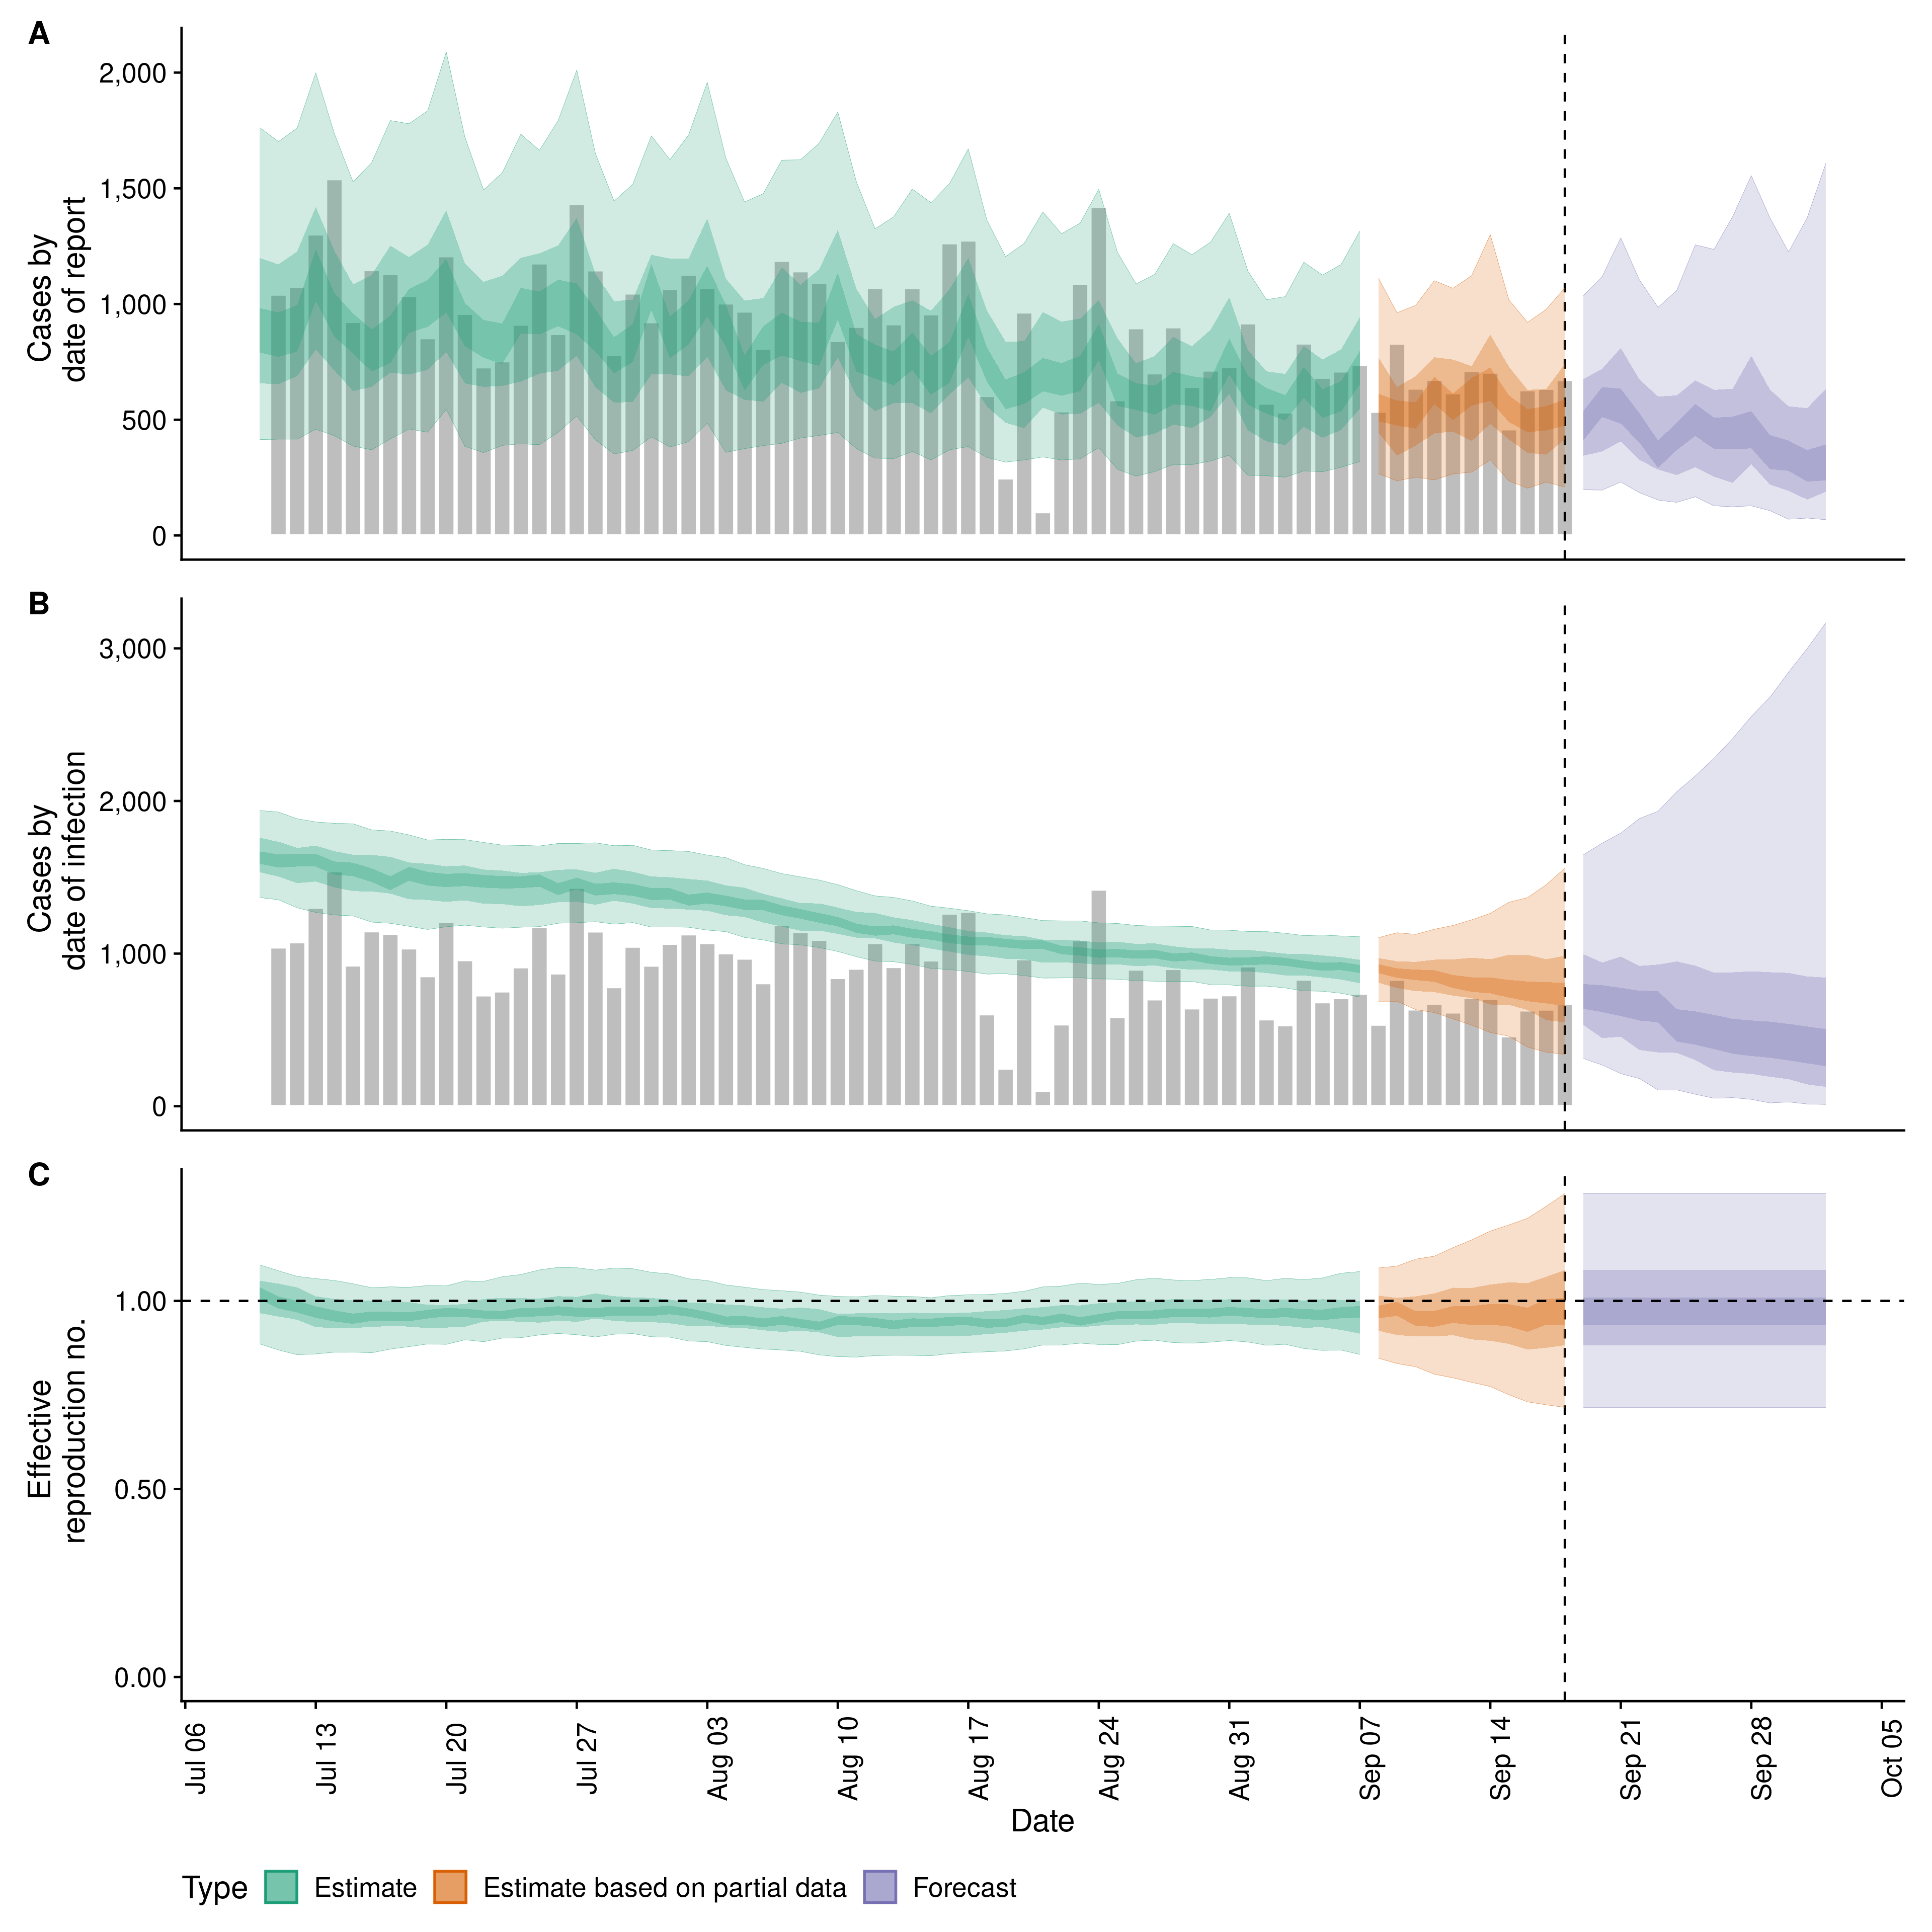 A
Cases by
date of report
2,000
1,500
1,000
500
0
B
Cases by
date of infection
3,000
2,000
1,000
0
C
Effective
reproduction no.
1.00
0.50
0.00
Jul 06
Jul 13
Jul 20
Jul 27
Aug 03
Aug 10
Aug 17
Aug 24
Aug 31
Sep 07
Sep 14
Sep 21
Sep 28
Oct 05
Date
Type Estimate Estimate based on partial data Forecast